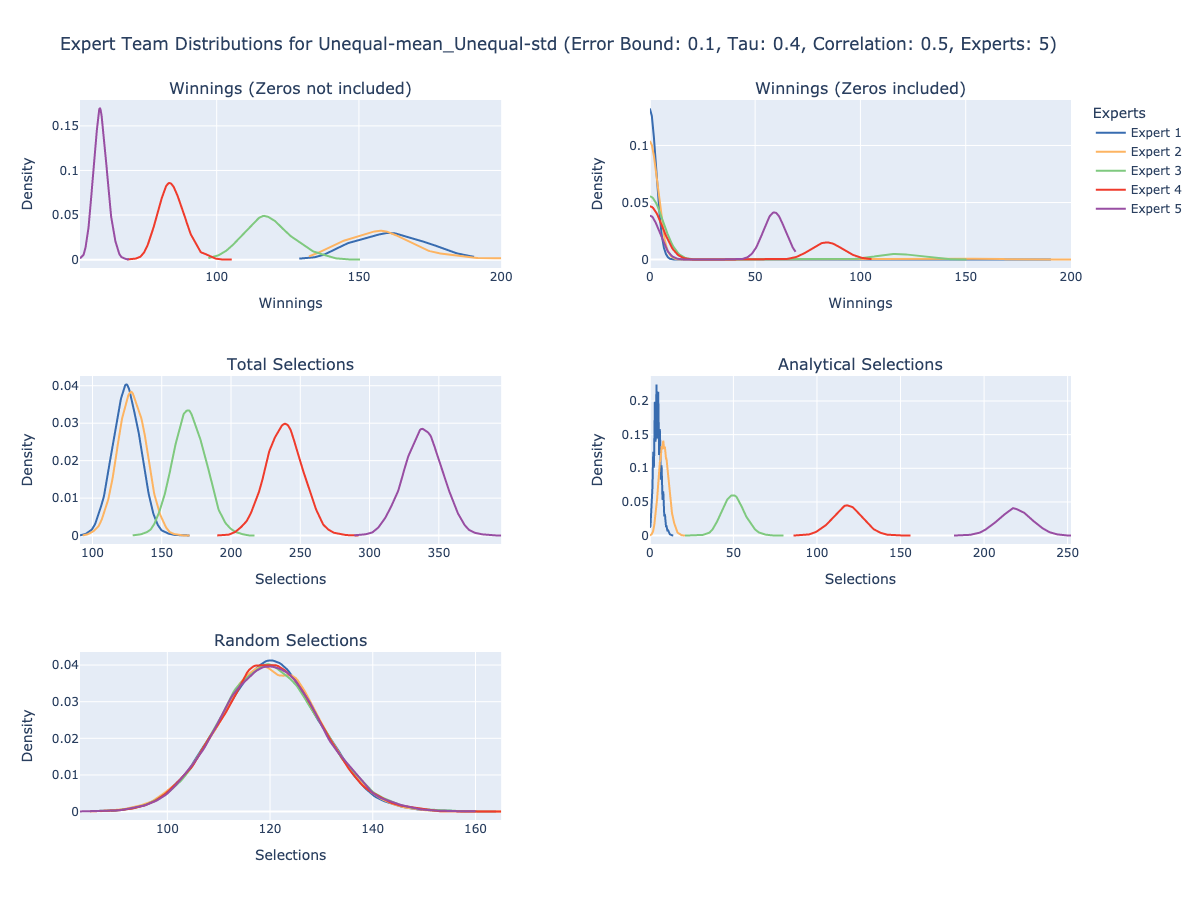 Expert Team Distributions for Unequal-mean_Unequal-std (Error Bound: 0.1, Tau: 0.4, Correlation: 0.5, Experts: 5)
Winnings (Zeros not included)
Density
0.15
0.1
0.05
0
100
150
200
Winnings
Winnings (Zeros included)
Density
0.1
0.05
0
0
50
100
150
200
Winnings
Experts
Expert 1
Expert 2
Expert 3
Expert 4
Expert 5
Total Selections
Density
0.04
0.03
0.02
0.01
0
100
150
200
250
300
350
Selections
Analytical Selections
Density
0.2
0.15
0.1
0.05
0
0
50
100
150
200
250
Selections
Random Selections
Density
0.04
0.03
0.02
0.01
0
100
120
140
160
Selections